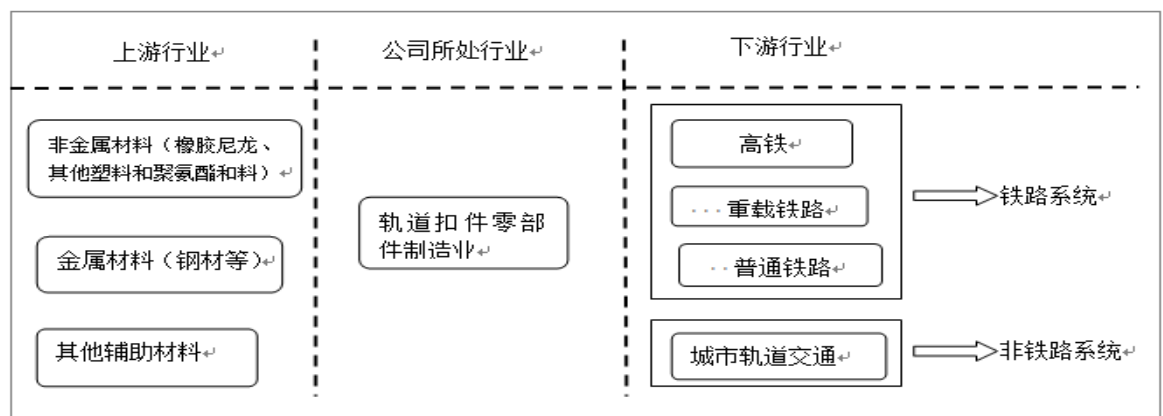 上游行业
公司所处行业
下游行业
非金属材料（橡胶尼龙、
其他塑料和聚氨酯和料）
金属材料（钢材等）
其他辅助材料
轨道扣件零部
件制造业
高铁
重载铁路
普通铁路
铁路系统
城市轨道交通
非铁路系统